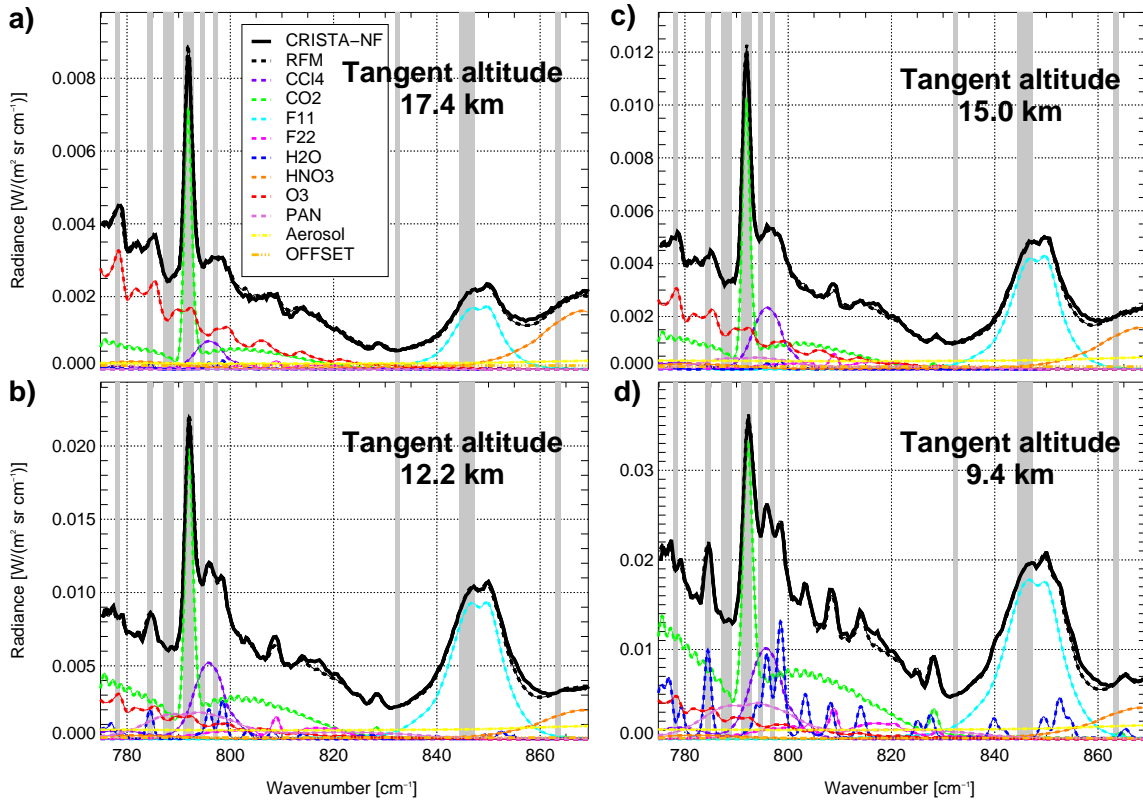 a)
CRISTA−NF
RFM
CCl4
CO2
F11
F22
H2O
HNO3
O3
PAN
Aerosol
OFFSET
Tangent altitude
17.4 km
0.008
0.006
0.004
0.002
0.000
Radiance [W/(m² sr cm⁻¹)]
c)
Tangent altitude
15.0 km
0.012
0.010
0.008
0.006
0.004
0.002
0.000
780
800
820
840
860
b)
Tangent altitude
12.2 km
0.020
0.015
0.010
0.005
0.000
Radiance [W/(m² sr cm⁻¹)]
780
800
820
840
860
Wavenumber [cm⁻¹]
d)
Tangent altitude
9.4 km
0.03
0.02
0.01
0.00
780
800
820
840
860
Wavenumber [cm⁻¹]